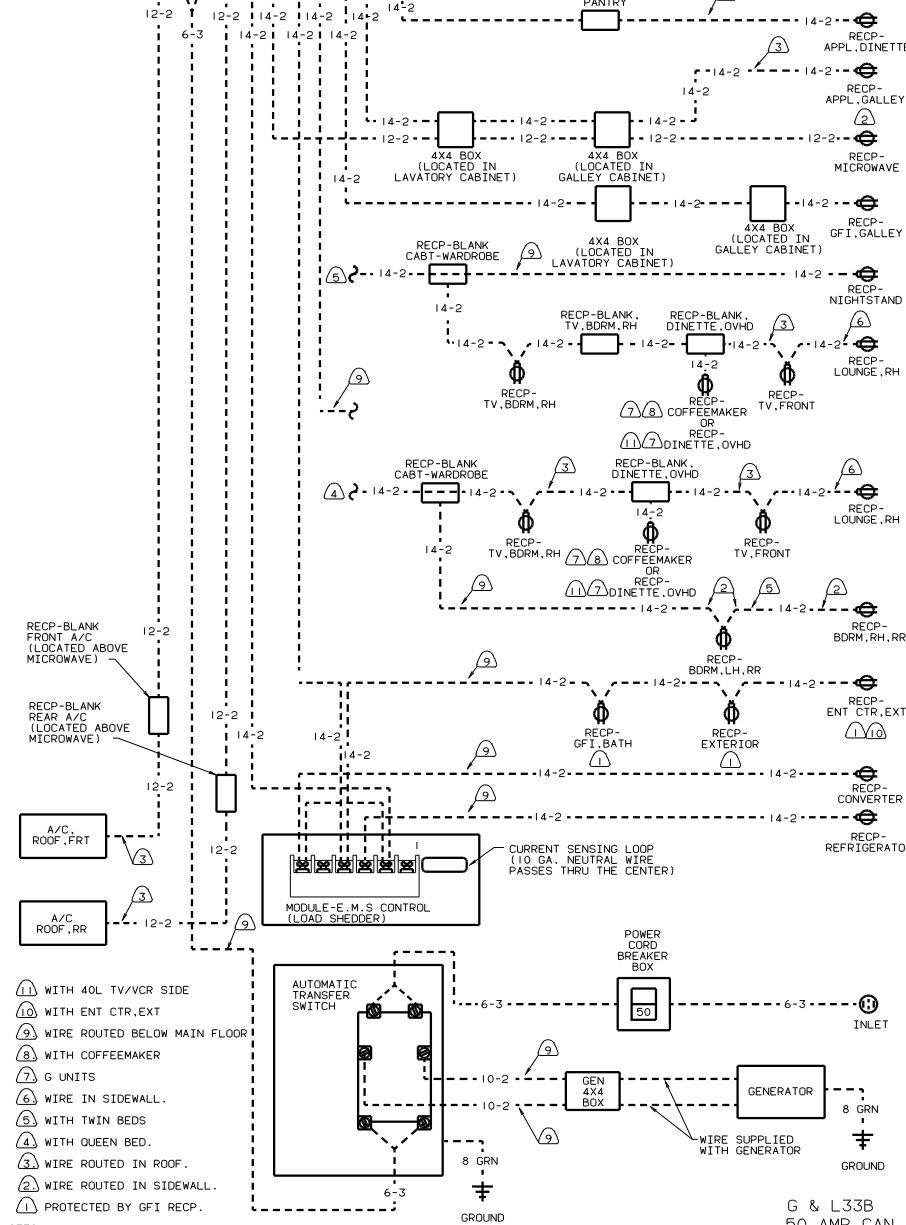 PANTRY
12-2 12-2 14-2 14-2 14-2
6-3 14-2 14-2 14-2 14-2
14-2 14-2
RECP-
APPL,DINETTE
3
14-2 14-2
14-2
RECP-
APPL,GALLEY
2
14-2 14-2 14-2
12-2 12-2 12-2 12-2
4X4 BOX
(LOCATED IN
LAVATORY CABINET)
4X4 BOX
(LOCATED IN
GALLEY CABINET)
RECP-
MICROWAVE
14-2
14-2 14-2 14-2
4X4 BOX
(LOCATED IN
LAVATORY CABINET)
4X4 BOX
(LOCATED IN
GALLEY CABINET)
RECP-
GFI,GALLEY
RECP-BLANK
CABT-WARDROBE
9
5
14-2 14-2 14-2
RECP-
NIGHTSTAND
14-2
RECP-BLANK,
TV,BDRM,RH
RECP-BLANK,
DINETTE,OVHD
3
6
14-2 14-2 14-2 14-2 14-2
14-2
RECP-
LOUNGE,RH
RECP-
TV,BDRM,RH
9
7 8
RECP-
COFFEEMAKER
OR
11 7
RECP-
DINETTE,OVHD
RECP-
TV,FRONT
RECP-BLANK
CABT-WARDROBE
3
RECP-BLANK,
DINETTE,OVHD
3
6
4
14-2 14-2 14-2 14-2 14-2
14-2
RECP-
LOUNGE,RH
RECP-
TV,BDRM,RH
7 8
RECP-
COFFEEMAKER
OR
11 7
RECP-
DINETTE,OVHD
RECP-
TV,FRONT
14-2
9
2
5
2
14-2 14-2
RECP-
BDRM,LH,RR
RECP-
BDRM,RH,RR
RECP-BLANK
FRONT A/C
(LOCATED ABOVE
MICROWAVE)
12-2
9
14-2 14-2 14-2
RECP-
GFI,BATH
1
RECP-
EXTERIOR
1
RECP-
ENT CTR,EXT
1 10
RECP-BLANK
REAR A/C
(LOCATED ABOVE
MICROWAVE)
12-2
14-2
14-2
14-2
9
14-2 14-2
RECP-
CONVERTER
12-2
9
14-2 14-2
RECP-
REFRIGERATO
A/C,
ROOF,FRT
3
12-2
1
CURRENT SENSING LOOP
(10 GA. NEUTRAL WIRE
PASSES THRU THE CENTER)
MODULE-E.M.S CONTROL
(LOAD SHEDDER)
A/C
ROOF,RR
3
12-2
9
POWER
CORD
BREAKER
BOX
AUTOMATIC
TRANSFER
SWITCH
6-3
50
6-3
INLET
9
10-2
10-2
9
GEN
4X4
BOX
GENERATOR
WIRE SUPPLIED
WITH GENERATOR
8 GRN
GROUND
8 GRN
GROUND
6-3
11 WITH 40L TV/VCR SIDE
10 WITH ENT CTR,EXT
9 WIRE ROUTED BELOW MAIN FLOOR
8 WITH COFFEEMAKER
7 G UNITS
6 WIRE IN SIDEWALL.
5 WITH TWIN BEDS
4 WITH QUEEN BED.
3 WIRE ROUTED IN ROOF.
2 WIRE ROUTED IN SIDEWALL.
1 PROTECTED BY GFI RECP.
G & L33B
50 AMP CAN